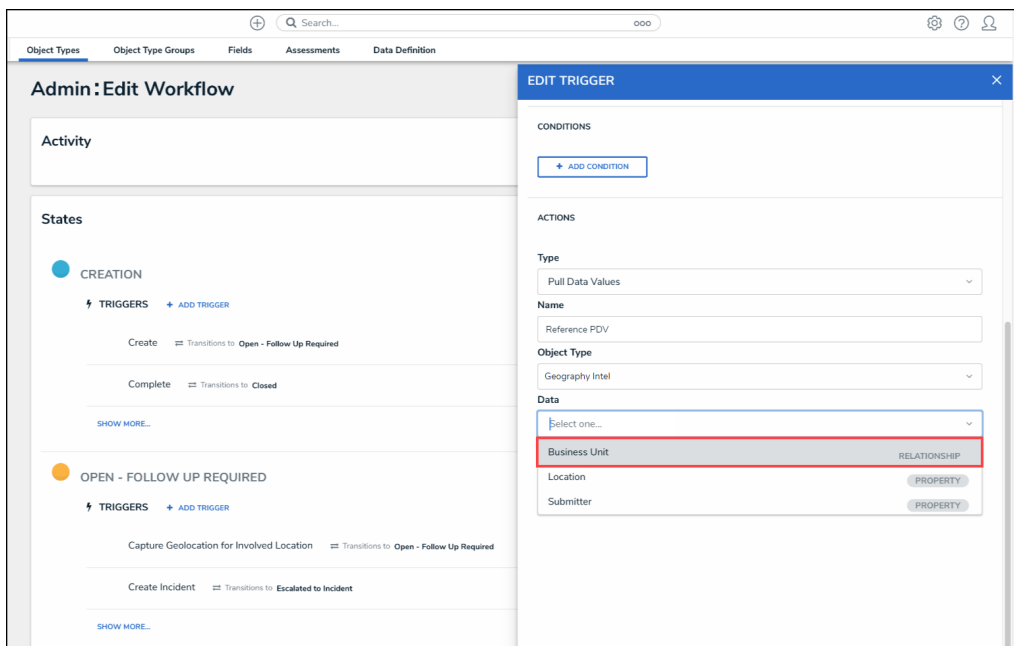 Search...
ooo
Object Types
Object Type Groups
Fields
Assessments
Data Definition
Admin:Edit Workflow
Activity
States
CREATION
TRIGGERS + ADD TRIGGER
Create Transitions to Open - Follow Up Required
Complete Transitions to Closed
SHOW MORE...
OPEN - FOLLOW UP REQUIRED
TRIGGERS + ADD TRIGGER
Capture Geolocation for Involved Location Transitions to Open - Follow Up Required
Create Incident Transitions to Escalated to Incident
SHOW MORE...
EDIT TRIGGER
CONDITIONS
+ ADD CONDITION
ACTIONS
Type
Pull Data Values
Name
Reference PDV
Object Type
Geography Intel
Data
Select one...
Business Unit RELATIONSHIP
Location PROPERTY
Submitter PROPERTY